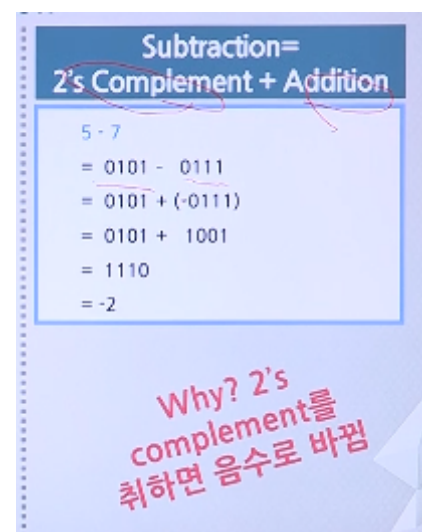 Subtraction=
2's Complement + Addition
5 - 7
= 0101 - 0111
= 0101 + (-0111)
= 0101 + 1001
= 1110
= -2
Why? 2's
complement를
취하면 음수로 바뀜